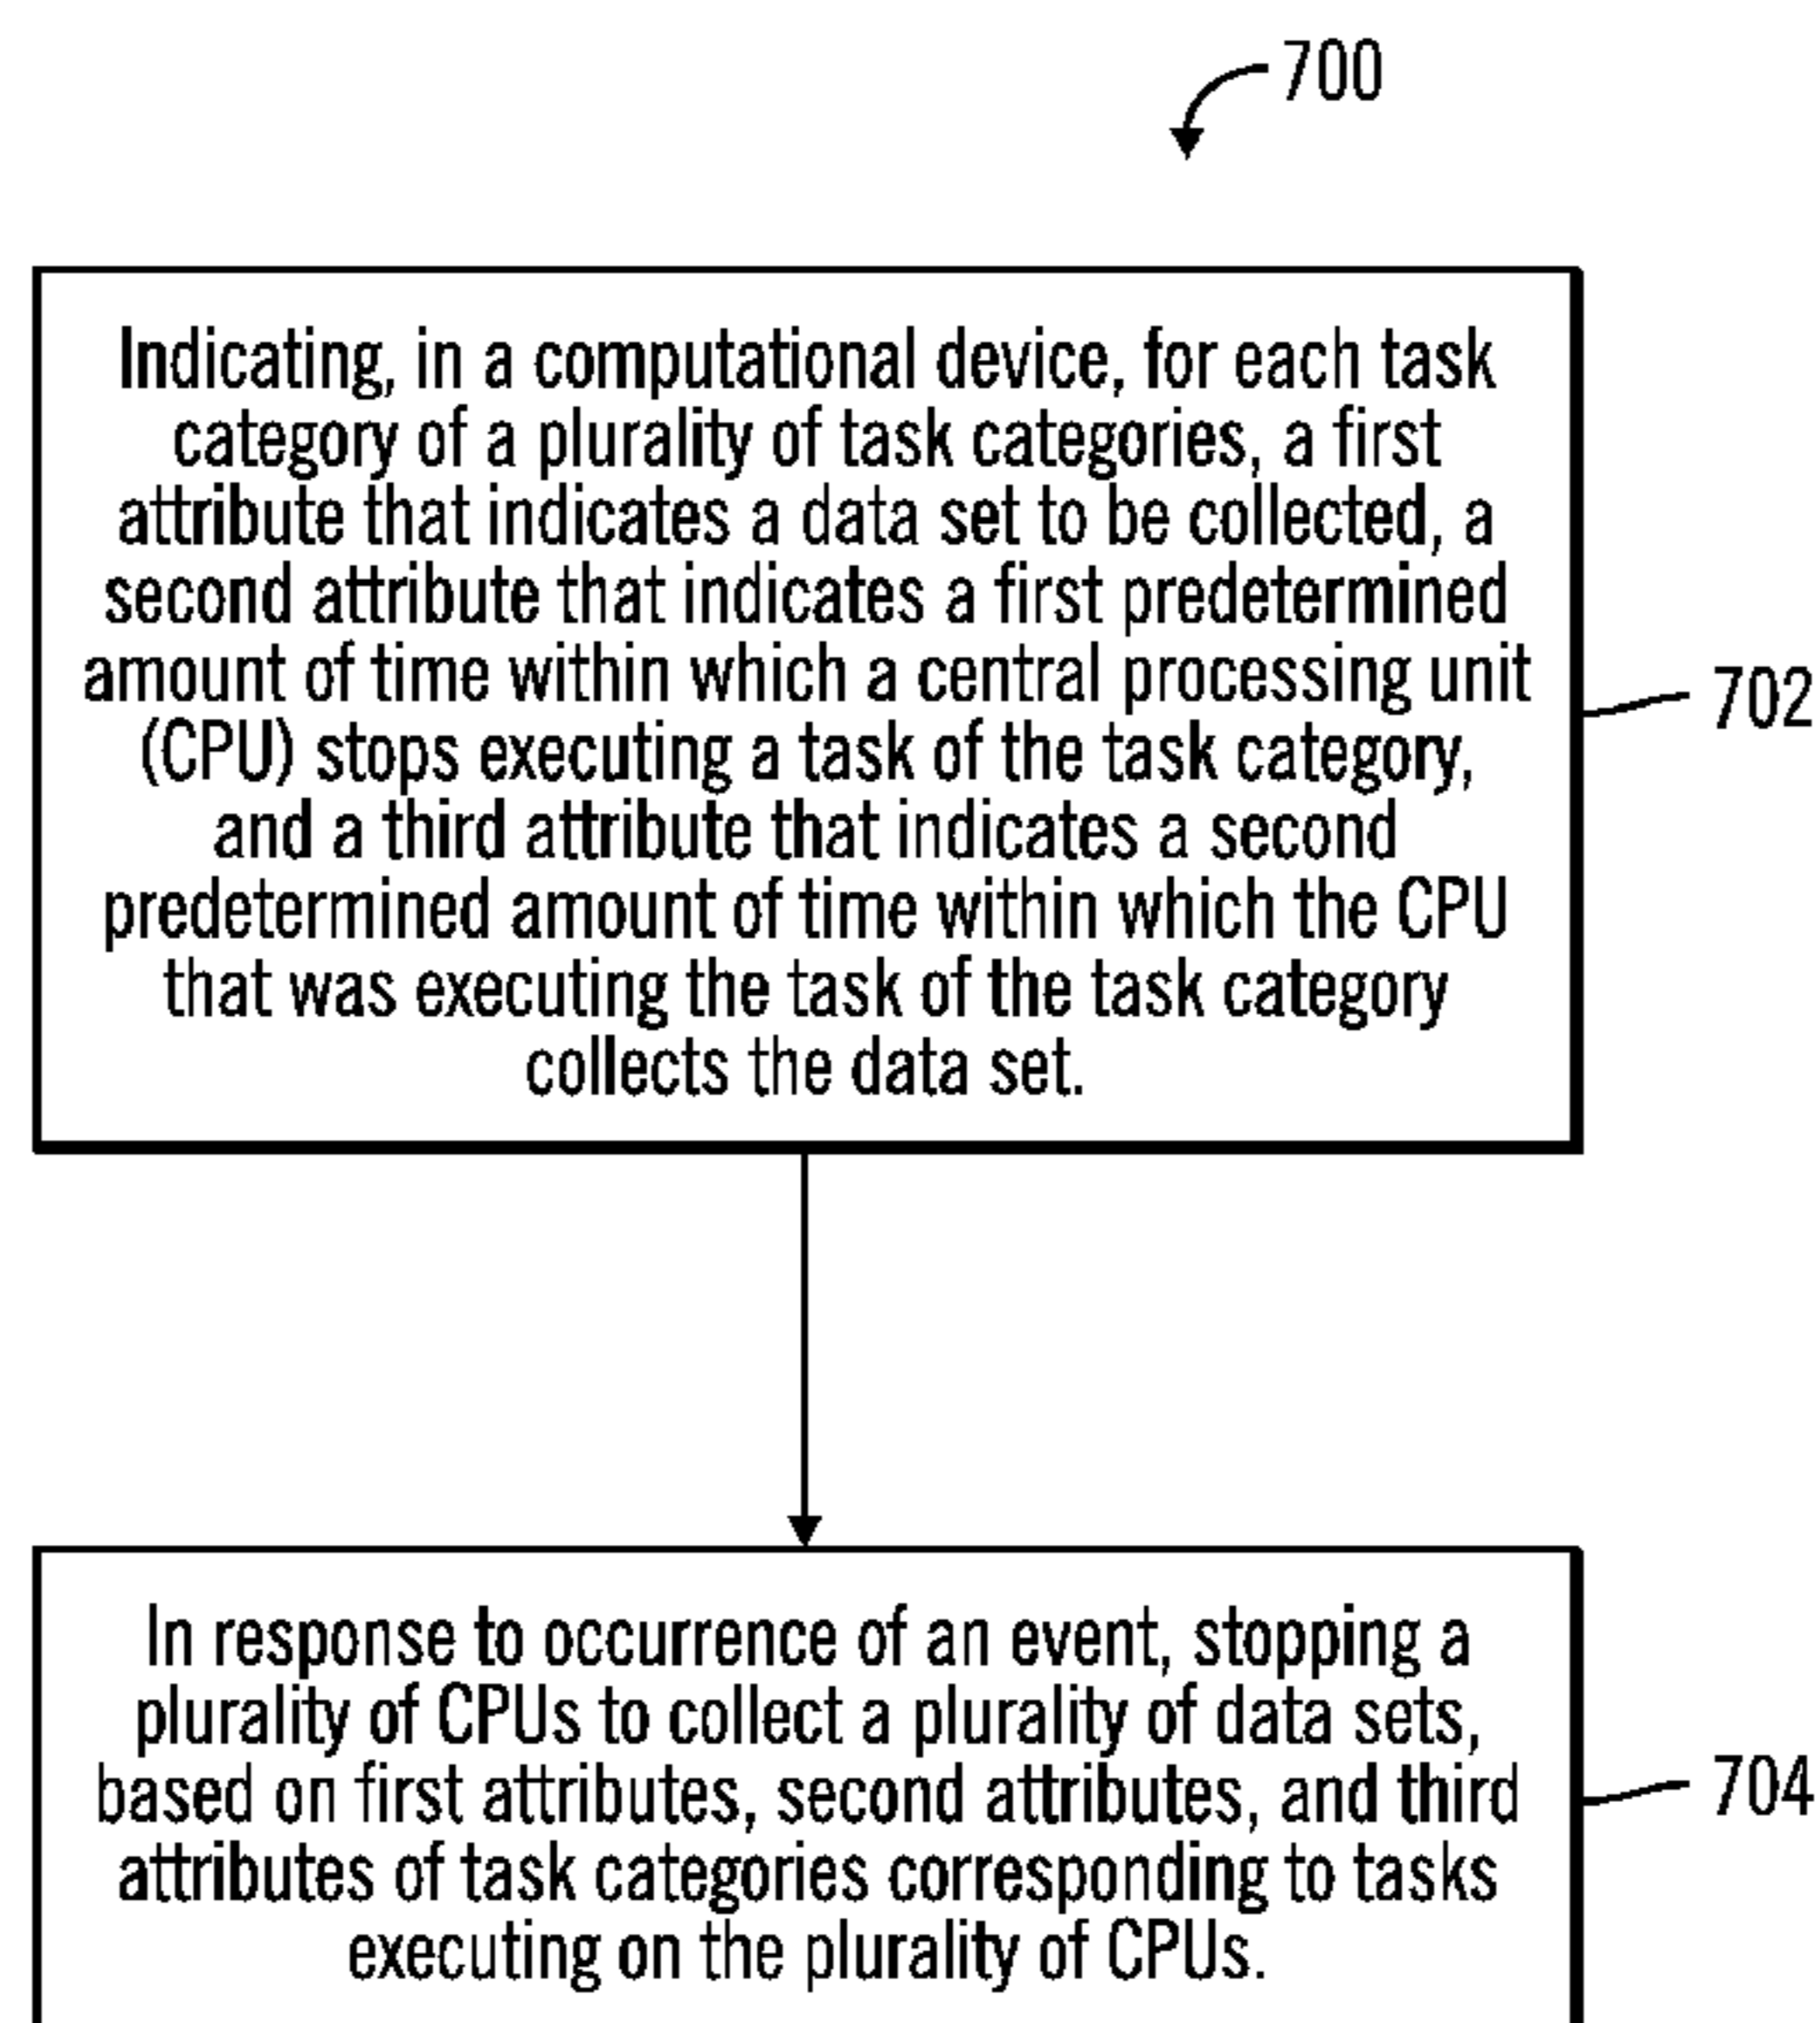 700
Indicating, in a computational device, for each task
category of a plurality of task categories, a first
attribute that indicates a data set to be collected, a
second attribute that indicates a first predetermined
amount of time within which a central processing unit
(CPU) stops executing a task of the task category,
and a third attribute that indicates a second
predetermined amount of time within which the CPU
that was executing the task of the task category
collects the data set.
702
In response to occurrence of an event, stopping a
plurality of CPUs to collect a plurality of data sets,
based on first attributes, second attributes, and third
attributes of task categories corresponding to tasks
executing on the plurality of CPUs.
704